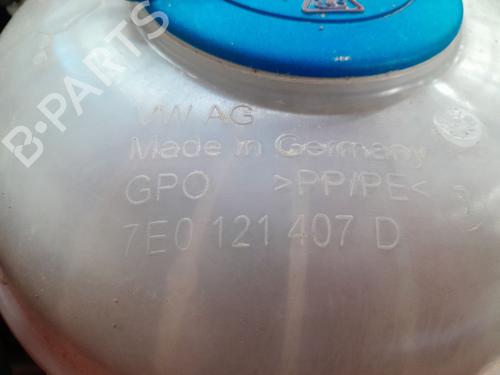 B-PARTS
VW AG
Made in Germany
GPO >PP/PE<
7E0 121 407 D